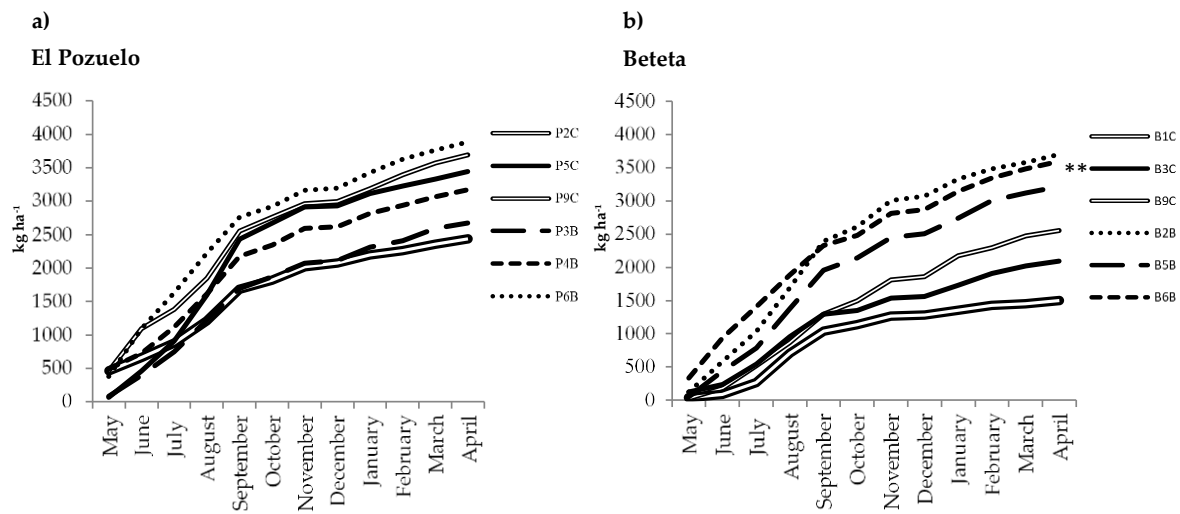 a)
El Pozuelo
4500
4000
3500
3000
2500
2000
1500
1000
500
0
kg ha-1
May
June
July
August
September
October
November
December
January
February
March
April
P2C
P5C
P9C
P3B
P4B
P6B
b)
Beteta
4500
4000
3500
3000
2500
2000
1500
1000
500
0
kg ha-1
May
June
July
August
September
October
November
December
January
February
March
April
**
B1C
B3C
B9C
B2B
B5B
B6B